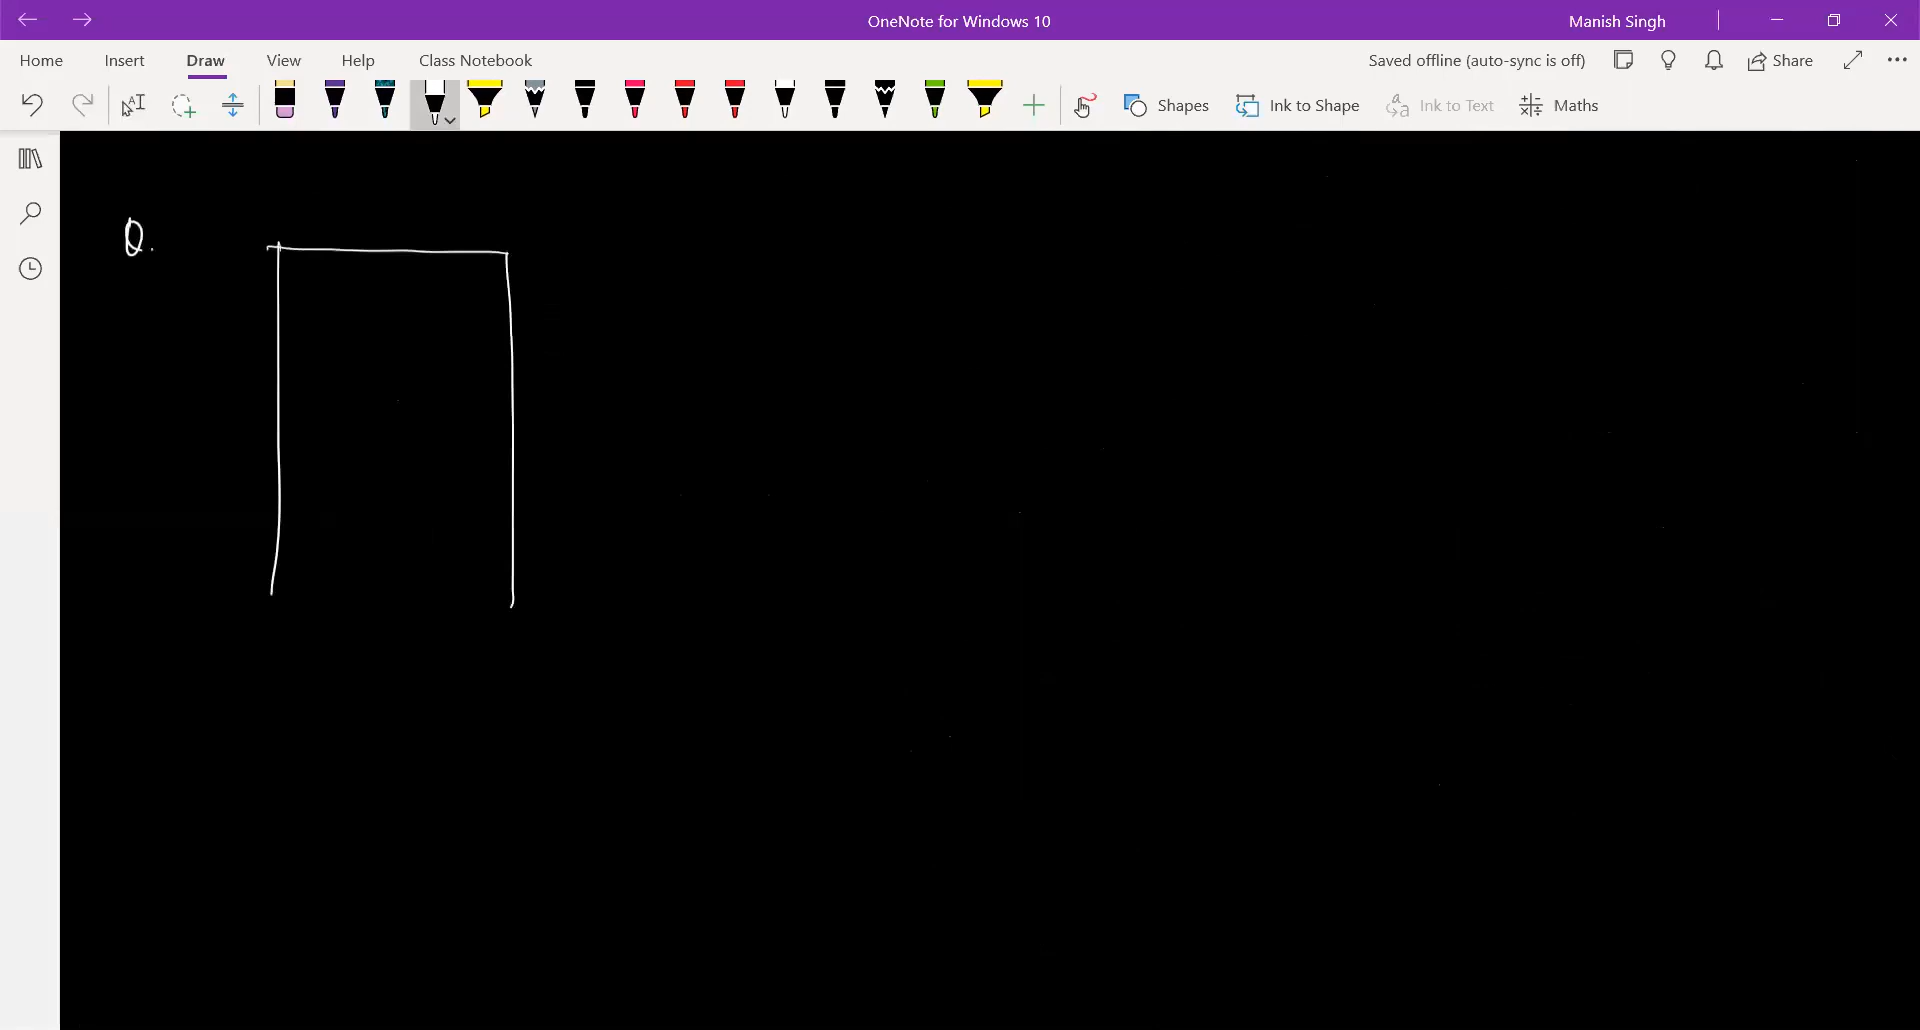 OneNote for Windows 10
Manish Singh
Home Insert Draw View Help Class Notebook
Saved offline (auto-sync is off) Share
Shapes Ink to Shape Ink to Text Maths
Q.